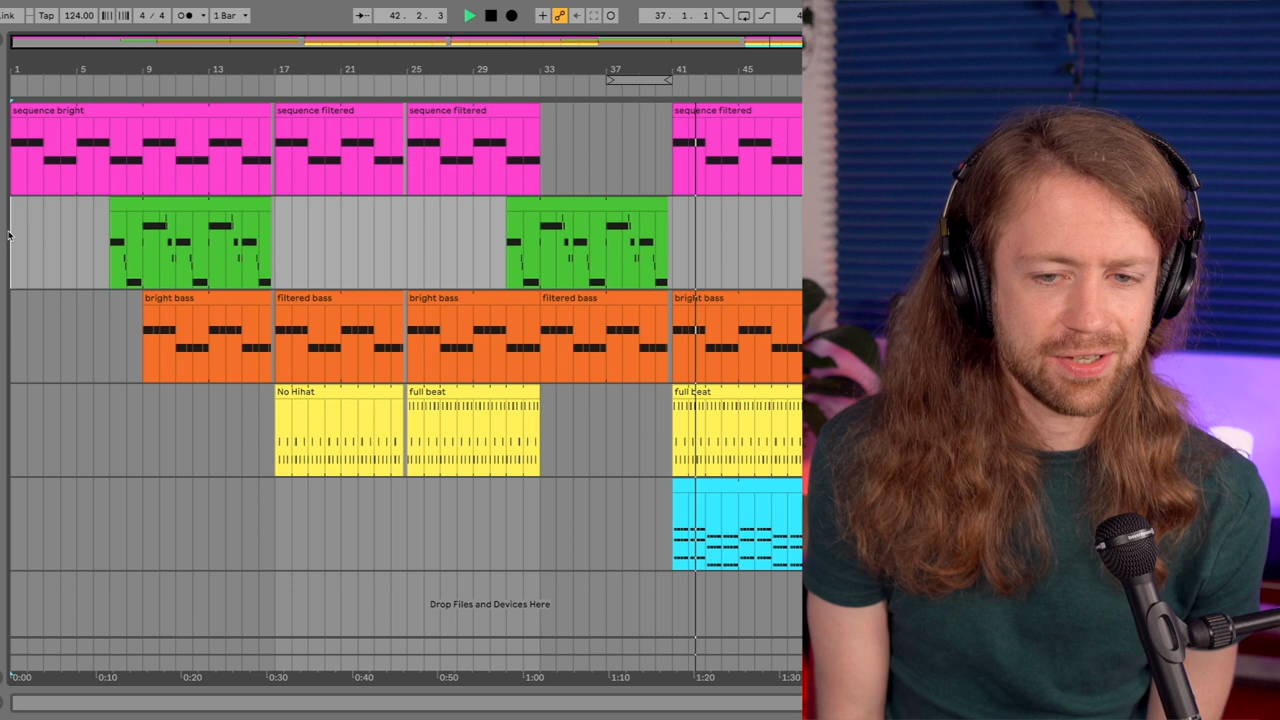 Link Tap 124.00 4 / 4 1 Bar 42. 2. 3 37. 1. 1 4
1 5 9 13 17 21 25 29 33 37 41 45
sequence bright sequence filtered sequence filtered sequence filtered
bright bass filtered bass bright bass filtered bass bright bass
No Hihat full beat full beat
Drop Files and Devices Here
0:00 0:10 0:20 0:30 0:40 0:50 1:00 1:10 1:20 1:30